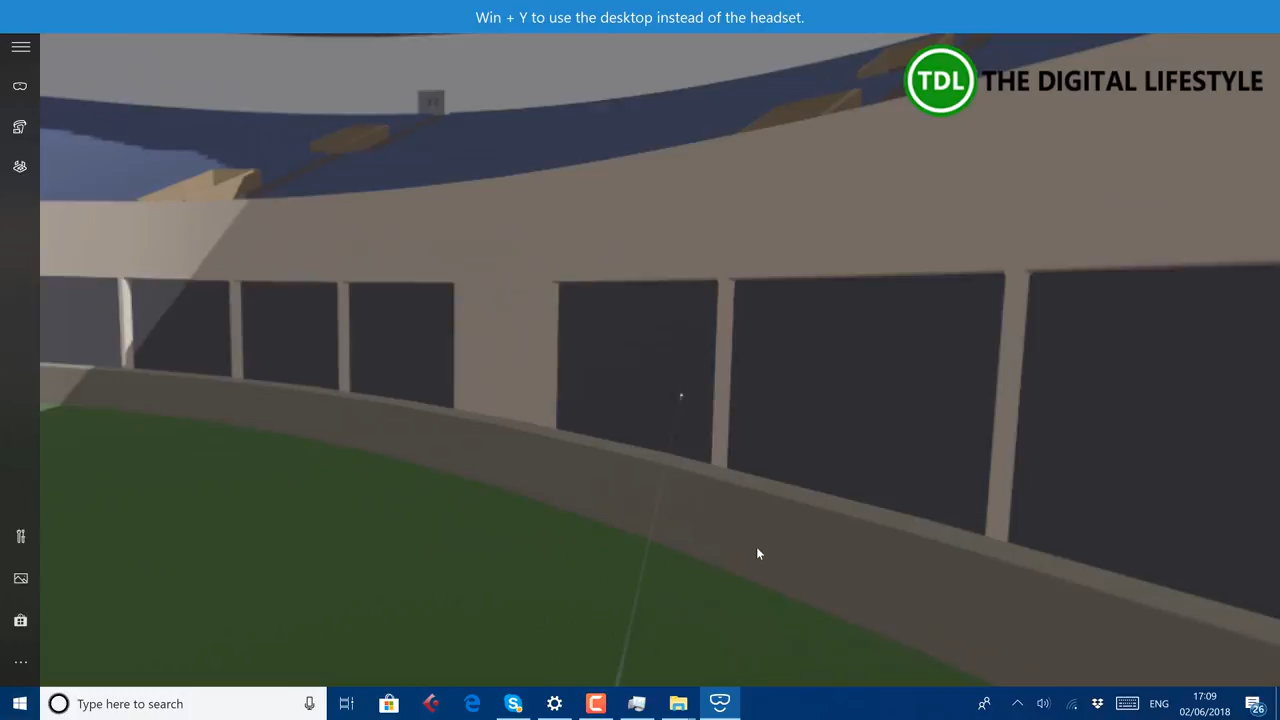 Win + Y to use the desktop instead of the headset.
TDL THE DIGITAL LIFESTYLE
Type here to search
ENG
17:09
02/06/2018
26